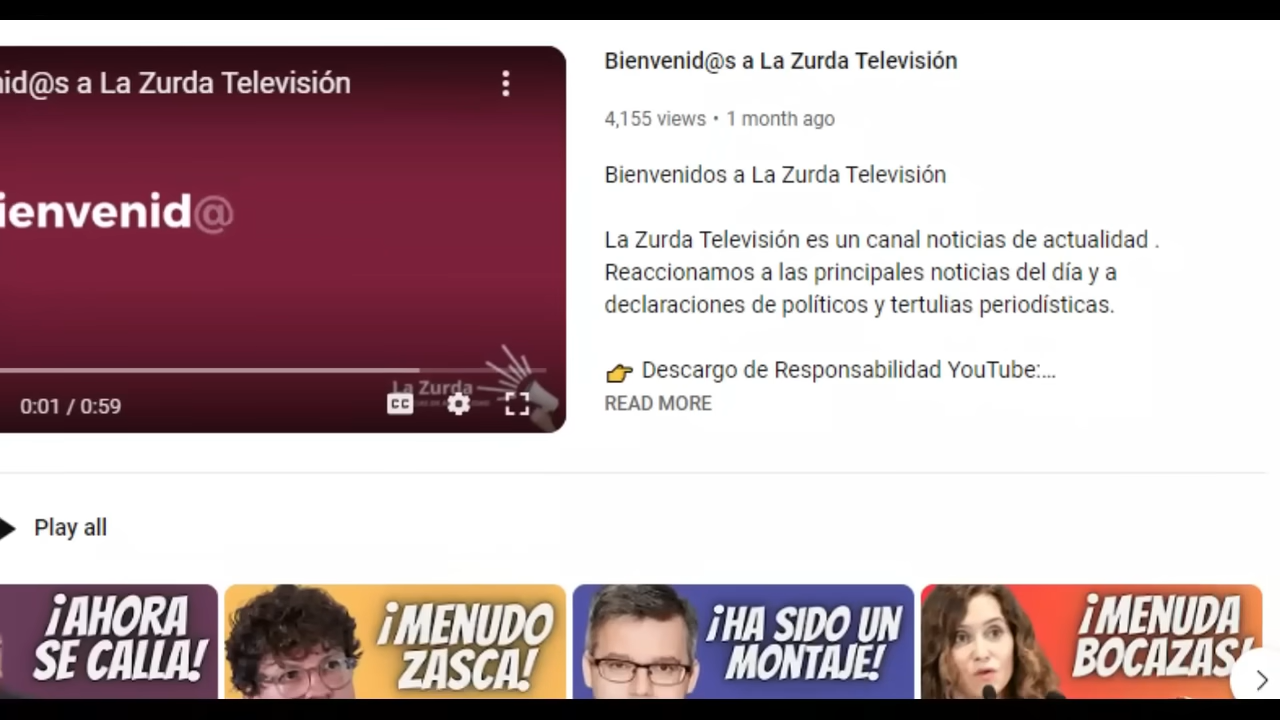 nid@s a La Zurda Televisión
ienvenid@
La Zurda
0:01 / 0:59
CC
Bienvenid@s a La Zurda Televisión
4,155 views • 1 month ago
Bienvenidos a La Zurda Televisión
La Zurda Televisión es un canal noticias de actualidad .
Reaccionamos a las principales noticias del día y a
declaraciones de políticos y tertulias periodísticas.
👉 Descargo de Responsabilidad YouTube:...
READ MORE
Play all
¡AHORA
SE CALLA!
¡MENUDO
ZASCA!
¡HA SIDO UN
MONTAJE!
¡MENUDA
BOCAZAS!